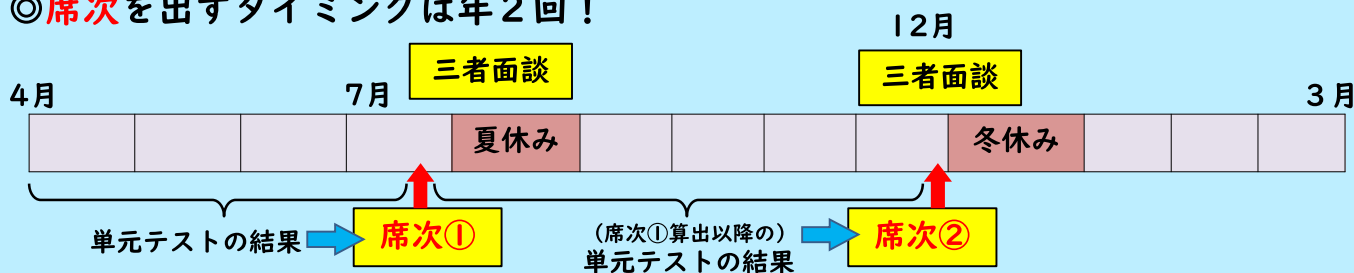 ◎席次を出すタイミングは年2回！
12月
三者面談
三者面談
4月
7月
3月
夏休み
冬休み
単元テストの結果
席次①
（席次①算出以降の）
単元テストの結果
席次②